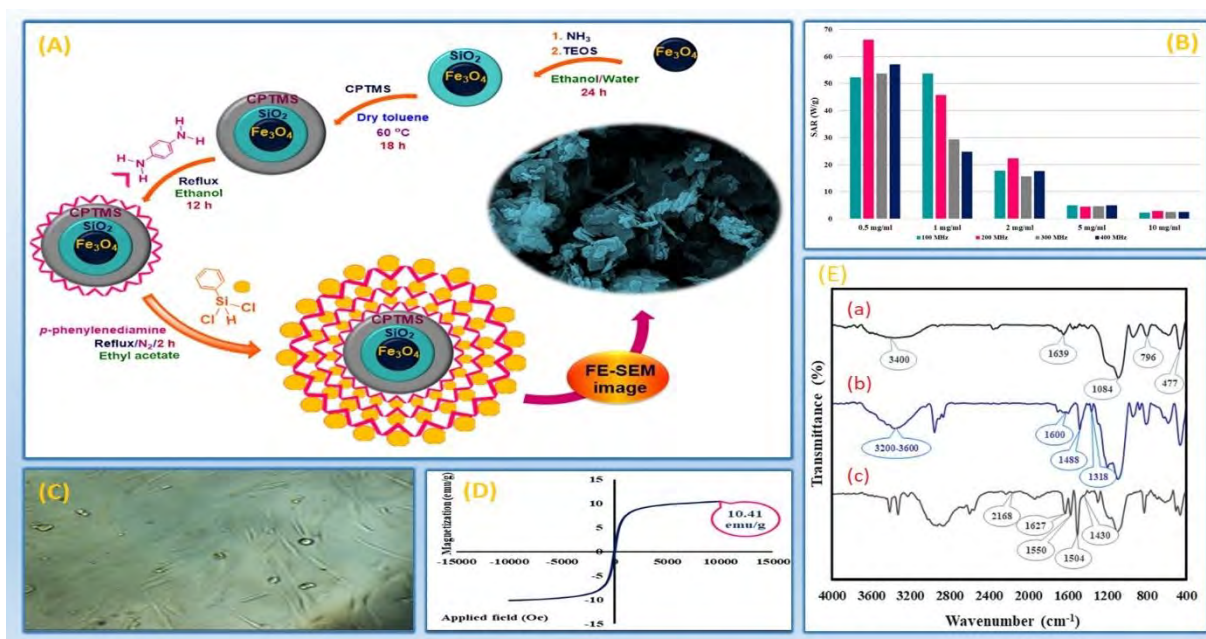 (A)
1. NH₃
2. TEOS
Ethanol/Water
24 h
Fe₃O₄
SiO₂
Fe₃O₄
CPTMS
Dry toluene
60 °C
18 h
CPTMS
SiO₂
Fe₃O₄
H
N
H
H
N
H
Reflux
Ethanol
12 h
CPTMS
SiO₂
Fe₃O₄
Si
Cl
Cl
H
p-phenylenediamine
Reflux/N₂/2 h
Ethyl acetate
CPTMS
SiO₂
Fe₃O₄
FE-SEM
image
(B)
SAR (W/g)
70
60
50
40
30
20
10
0
0.5 mg/ml
1 mg/ml
2 mg/ml
5 mg/ml
10 mg/ml
100 MHz
200 MHz
300 MHz
400 MHz
(C)
(D)
Magnetization (emu/g)
15
10
5
0
-5
-10
-15
-15000
-10000
-5000
0
5000
10000
15000
10.41
emu/g
Applied field (Oe)
(E)
Transmittance (%)
(a)
3400
1639
1084
796
477
(b)
3200-3600
1600
1488
1318
(c)
2168
1627
1550
1504
1430
4000
3600
3200
2800
2400
2000
1600
1200
800
400
Wavenumber (cm⁻¹)